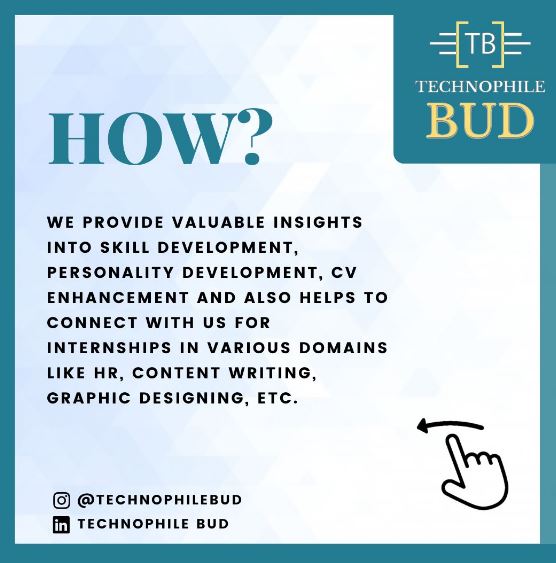 TB
TECHNOPHILE
BUD
HOW?
WE PROVIDE VALUABLE INSIGHTS
INTO SKILL DEVELOPMENT,
PERSONALITY DEVELOPMENT, CV
ENHANCEMENT AND ALSO HELPS TO
CONNECT WITH US FOR
INTERNSHIPS IN VARIOUS DOMAINS
LIKE HR, CONTENT WRITING,
GRAPHIC DESIGNING, ETC.
@TECHNOPHILEBUD
in TECHNOPHILE BUD